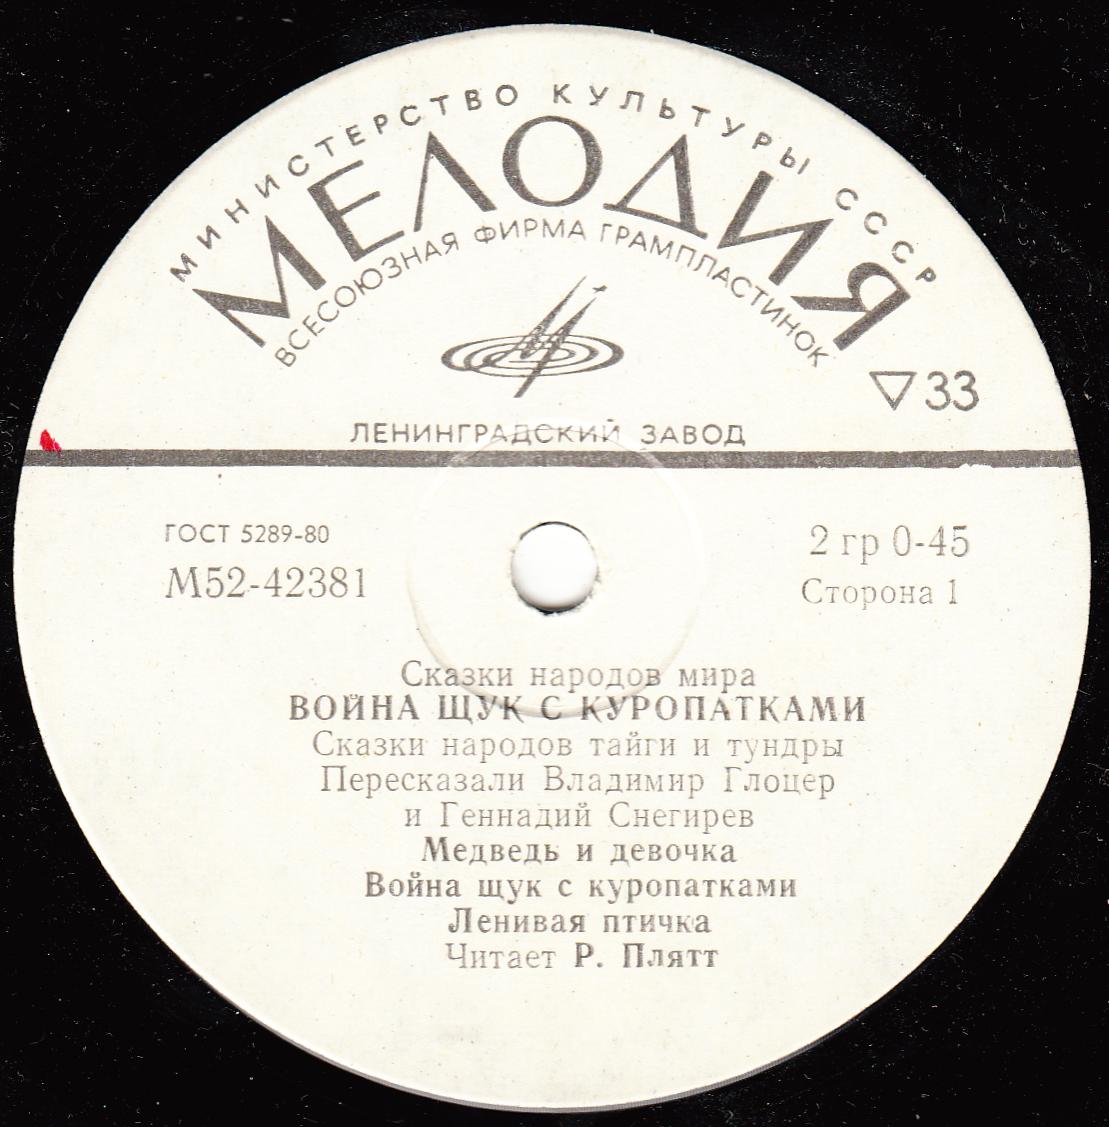 МИНИСТЕРСТВО КУЛЬТУРЫ СССР
МЕЛОДИЯ
ВСЕСОЮЗНАЯ ФИРМА ГРАМПЛАСТИНОК
▽33
ЛЕНИНГРАДСКИЙ ЗАВОД
ГОСТ 5289-80
2 гр 0-45
М52-42381
Сторона 1
Сказки народов мира
ВОЙНА ЩУК С КУРОПАТКАМИ
Сказки народов тайги и тундры
Пересказали Владимир Глоцер
и Геннадий Снегирев
Медведь и девочка
Война щук с куропатками
Ленивая птичка
Читает Р. Плятт